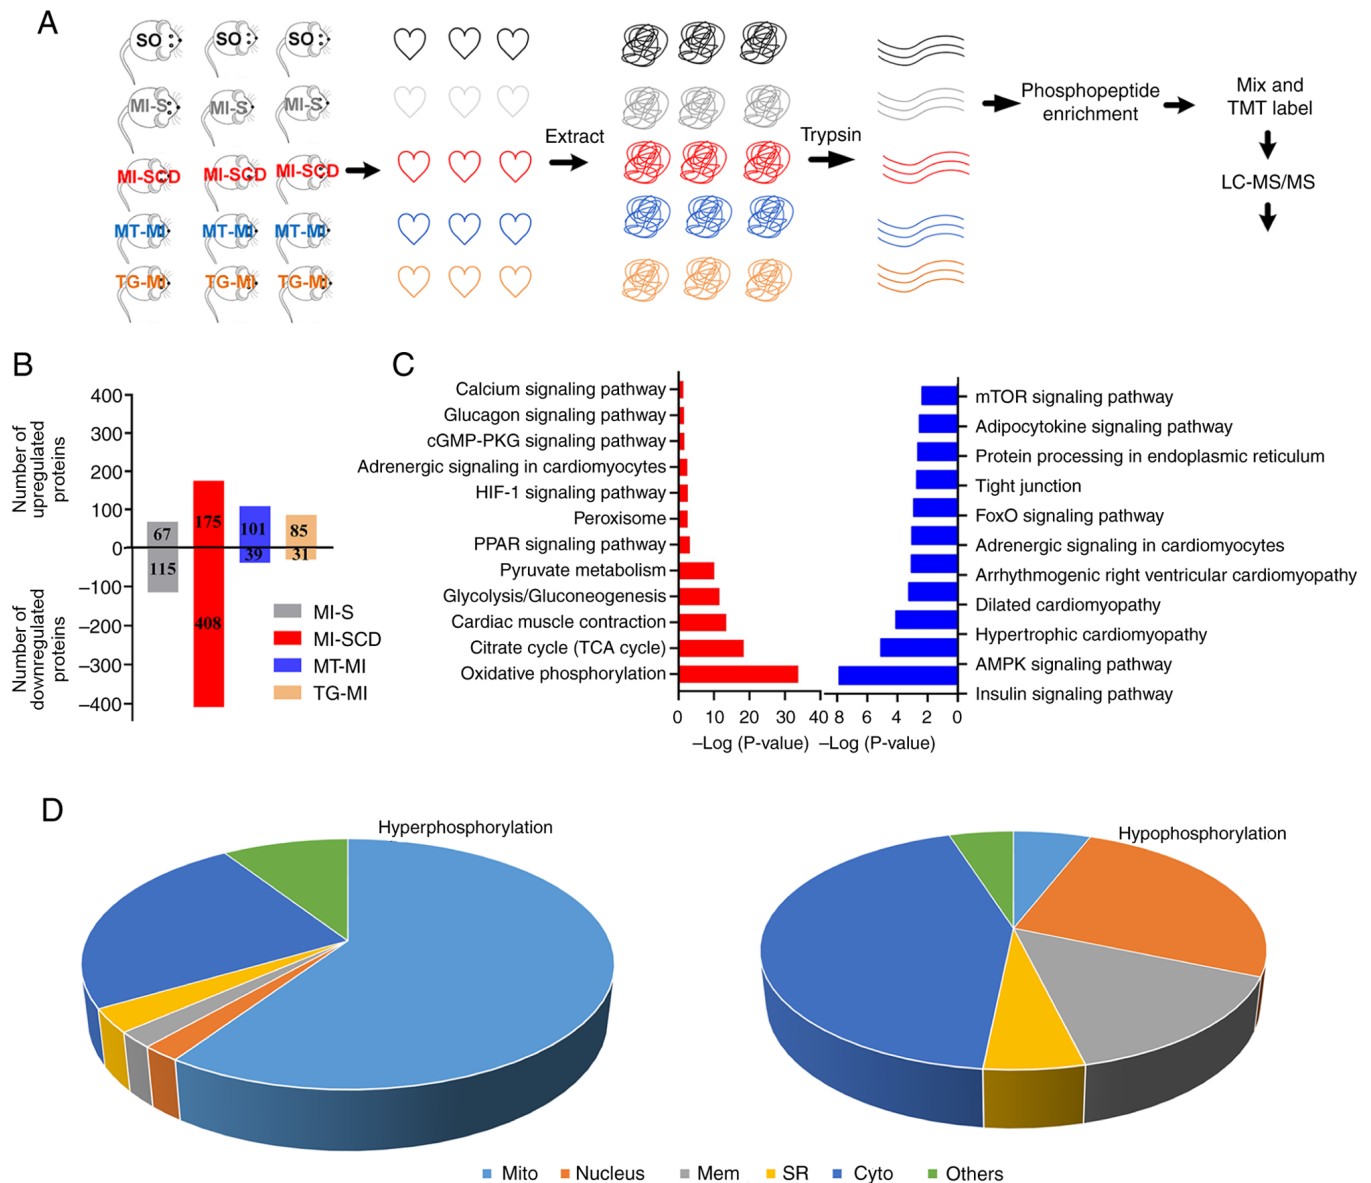 A
SO SO SO
MI-S MI-S MI-S
MI-SCD MI-SCD MI-SCD
MT-MI MT-MI MT-MI
TG-MI TG-MI TG-MI
Extract
Trypsin
Phosphopeptide
enrichment
Mix and
TMT label
LC-MS/MS
B
Number of
upregulated
proteins
Number of
downregulated
proteins
400
300
200
100
0
−100
−200
−300
−400
67
115
175
408
101
39
85
31
MI-S
MI-SCD
MT-MI
TG-MI
C
Calcium signaling pathway
Glucagon signaling pathway
cGMP-PKG signaling pathway
Adrenergic signaling in cardiomyocytes
HIF-1 signaling pathway
Peroxisome
PPAR signaling pathway
Pyruvate metabolism
Glycolysis/Gluconeogenesis
Cardiac muscle contraction
Citrate cycle (TCA cycle)
Oxidative phosphorylation
0 10 20 30 40
−Log (P-value)
mTOR signaling pathway
Adipocytokine signaling pathway
Protein processing in endoplasmic reticulum
Tight junction
FoxO signaling pathway
Adrenergic signaling in cardiomyocytes
Arrhythmogenic right ventricular cardiomyopathy
Dilated cardiomyopathy
Hypertrophic cardiomyopathy
AMPK signaling pathway
Insulin signaling pathway
8 6 4 2 0
−Log (P-value)
D
Hyperphosphorylation
Hypophosphorylation
Mito Nucleus Mem SR Cyto Others